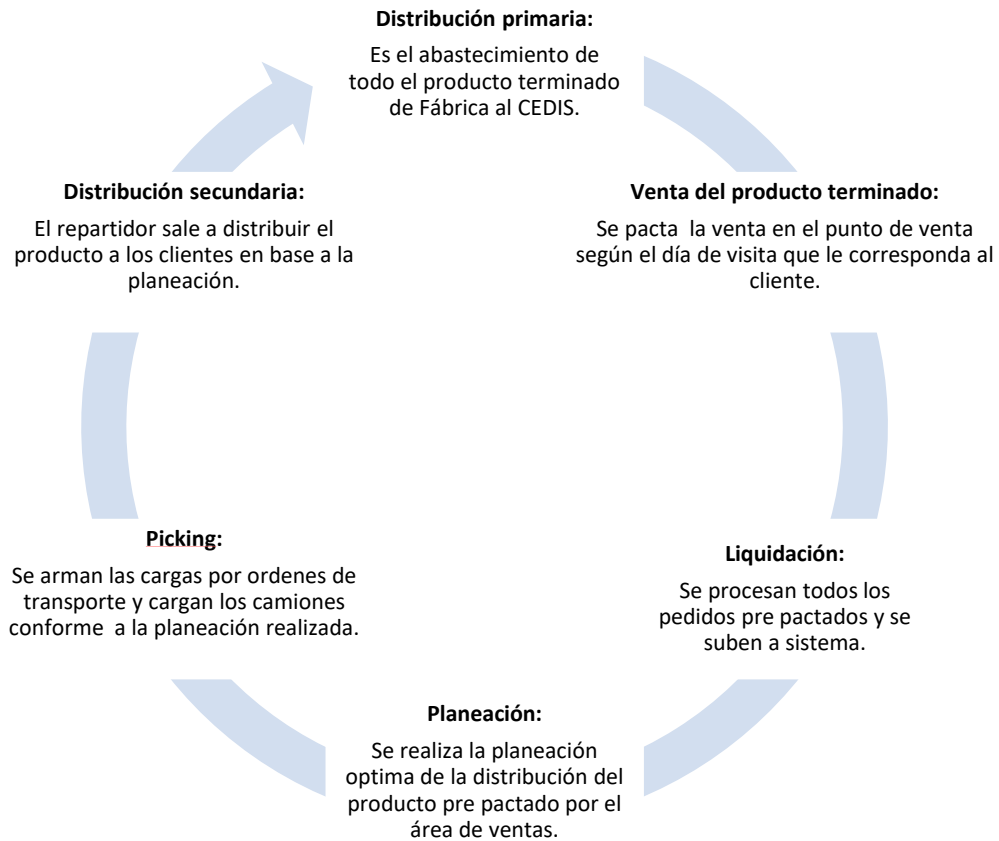 Distribución primaria:
Es el abastecimiento de
todo el producto terminado
de Fábrica al CEDIS.
Venta del producto terminado:
Se pacta  la venta en el punto de venta
según el día de visita que le corresponda al
cliente.
Liquidación:
Se procesan todos los
pedidos pre pactados y se
suben a sistema.
Planeación:
Se realiza la planeación
optima de la distribución del
producto pre pactado por el
área de ventas.
Picking:
Se arman las cargas por ordenes de
transporte y cargan los camiones
conforme  a la planeación realizada.
Distribución secundaria:
El repartidor sale a distribuir el
producto a los clientes en base a la
planeación.